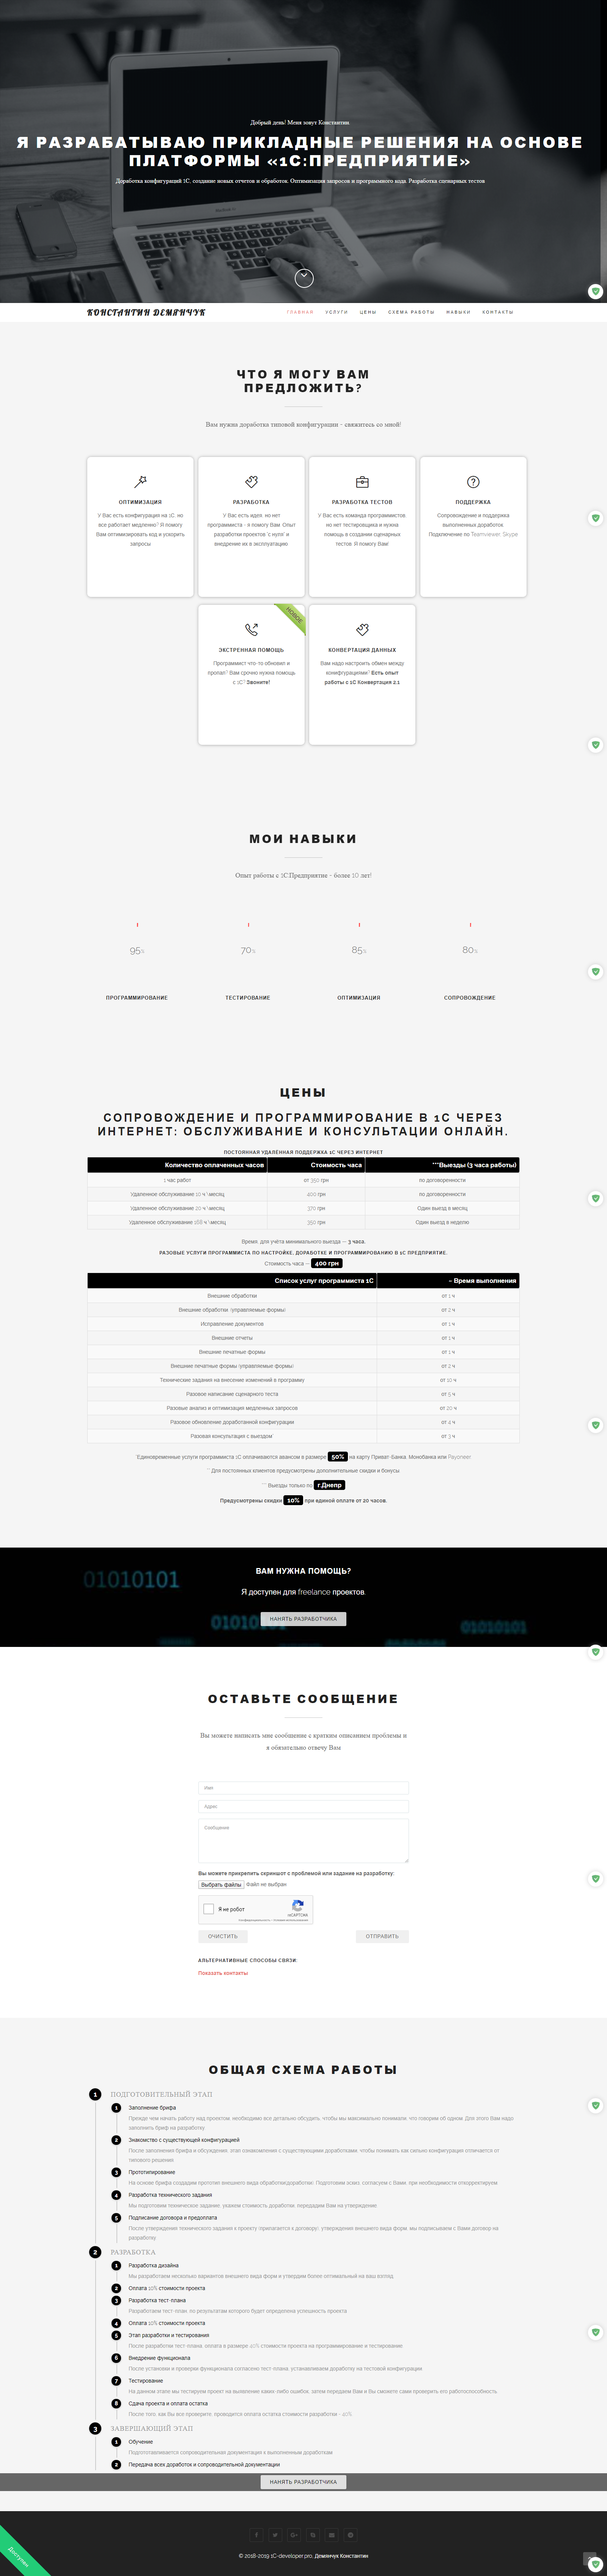 Добрый день! Меня зовут Константин
Я РАЗРАБАТЫВАЮ ПРИКЛАДНЫЕ РЕШЕНИЯ НА ОСНОВЕ
ПЛАТФОРМЫ «1С:ПРЕДПРИЯТИЕ»
Доработка конфигураций 1С, создание новых отчетов и обработок. Оптимизация запросов и программного кода. Разработка сценарных тестов
КОНСТАНТИН ДЕМЯНЧУК
ГЛАВНАЯ УСЛУГИ ЦЕНЫ СХЕМА РАБОТЫ НАВЫКИ КОНТАКТЫ
ЧТО Я МОГУ ВАМ
ПРЕДЛОЖИТЬ?
Вам нужна доработка типовой конфигурации - свяжитесь со мной!
ОПТИМИЗАЦИЯ
У Вас есть конфигурация на 1С, но
все работает медленно? Я помогу
Вам оптимизировать код и ускорить
запросы
РАЗРАБОТКА
У Вас есть идея, но нет
программиста - я помогу Вам. Опыт
разработки проектов "с нуля" и
внедрение их в эксплуатацию
РАЗРАБОТКА ТЕСТОВ
У Вас есть команда программистов,
но нет тестировщика и нужна
помощь в создании сценарных
тестов. Я помогу Вам!
ПОДДЕРЖКА
Сопровождение и поддержка
выполненных доработок.
Подключение по Teamviewer, Skype
НОВОЕ
ЭКСТРЕННАЯ ПОМОЩЬ
Программист что-то обновил и
пропал? Вам срочно нужна помощь
с 1С? Звоните!
КОНВЕРТАЦИЯ ДАННЫХ
Вам надо настроить обмен между
конифгурациями? Есть опыт
работы с 1С Конвертация 2.1
МОИ НАВЫКИ
Опыт работы с 1С:Предприятие - более 10 лет!
95%
70%
85%
80%
ПРОГРАММИРОВАНИЕ
ТЕСТИРОВАНИЕ
ОПТИМИЗАЦИЯ
СОПРОВОЖДЕНИЕ
ЦЕНЫ
СОПРОВОЖДЕНИЕ И ПРОГРАММИРОВАНИЕ В 1С ЧЕРЕЗ
ИНТЕРНЕТ: ОБСЛУЖИВАНИЕ И КОНСУЛЬТАЦИИ ОНЛАЙН.
ПОСТОЯННАЯ УДАЛЁННАЯ ПОДДЕРЖКА 1С ЧЕРЕЗ ИНТЕРНЕТ
Количество оплаченных часов Стоимость часа ***Выезды (3 часа работы)
1 час работ от 350 грн по договоренности
Удаленное обслуживание 10 ч.\месяц 400 грн по договоренности
Удаленное обслуживание 20 ч.\месяц 370 грн Один выезд в месяц
Удаленное обслуживание 168 ч.\месяц 350 грн Один выезд в неделю
Время, для учёта минимального выезда — 3 часа.
РАЗОВЫЕ УСЛУГИ ПРОГРАММИСТА ПО НАСТРОЙКЕ, ДОРАБОТКЕ И ПРОГРАММИРОВАНИЮ В 1С ПРЕДПРИЯТИЕ.
Стоимость часа — 400 грн
Список услуг программиста 1С ~ Время выполнения
Внешние обработки от 1 ч
Внешние обработки (управляемые формы) от 2 ч
Исправление документов от 1 ч
Внешние отчеты от 1 ч
Внешние печатные формы от 1 ч
Внешние печатные формы (управляемые формы) от 2 ч
Технические задания на внесение изменений в программу от 10 ч
Разовое написание сценарного теста от 5 ч
Разовые анализ и оптимизация медленных запросов от 20 ч
Разовое обновление доработанной конфигурации от 4 ч
Разовая консультация с выездом* от 3 ч
*Единовременные услуги программиста 1С оплачиваются авансом в размере 50% на карту Приват-Банка, Монобанка или Payoneer.
** Для постоянных клиентов предусмотрены дополнительные скидки и бонусы
*** Выезды только по г.Днепр
Предусмотрены скидки 10% при единой оплате от 20 часов.
01010101
ВАМ НУЖНА ПОМОЩЬ?
Я доступен для freelance проектов.
01010101
01010101
НАНЯТЬ РАЗРАБОТЧИКА
ОСТАВЬТЕ СООБЩЕНИЕ
Вы можете написать мне сообщение с кратким описанием проблемы и
я обязательно отвечу Вам
Имя
Адрес
Сообщение
Вы можете прикрепить скриншот с проблемой или задание на разработку:
Выбрать файлы Файл не выбран
Я не робот
reCAPTCHA
Конфиденциальность - Условия использования
ОЧИСТИТЬ ОТПРАВИТЬ
АЛЬТЕРНАТИВНЫЕ СПОСОБЫ СВЯЗИ:
Показать контакты
ОБЩАЯ СХЕМА РАБОТЫ
1 ПОДГОТОВИТЕЛЬНЫЙ ЭТАП
1 Заполнение брифа
Прежде чем начать работу над проектом, необходимо все детально обсудить, чтобы мы максимально понимали, что говорим об одном. Для этого Вам надо
заполнить Бриф на разработку
2 Знакомство с существующей конфигурацией
После заполнения брифа и обсуждения, этап ознакомления с существующими доработками, чтобы понимать как сильно конфигурация отличается от
типового решения.
3 Прототипирование
На основе брифа создадим прототип внешнего вида обработки\доработки\. Подготовим эскиз, согласуем с Вами, при необходимости откорректируем.
4 Разработка технического задания
Мы подготовим техническое задание, укажем стоимость доработки, передадим Вам на утверждение.
5 Подписание договора и предоплата
После утверждения технического задания к проекту (прилагается к договору), утверждения внешнего вида форм, мы подписываем с Вами договор на
разработку
2 РАЗРАБОТКА
1 Разработка дизайна
Мы разработаем несколько вариантов внешнего вида форм и утвердим более оптимальный на ваш взгляд.
2 Оплата 10% стоимости проекта
3 Разработка тест-плана
Разработаем тест-план, по результатам которого будет определена успешность проекта
4 Оплата 10% стоимости проекта
5 Этап разработки и тестирования
После разработки тест-плана, оплата в размере 40% стоимости проекта на программирование и тестирование.
6 Внедрение функционала
После установки и проверки функционала согласено тест-плана, устанавливаем доработку на тестовой конфигурации
7 Тестирование
На данном этапе мы тестируем проект на выявлении каких-либо ошибок, затем передаем Вам и Вы сможете сами проверить его работоспособность.
8 Сдача проекта и оплата остатка
После того, как Вы все проверите, проводится оплата остатка стоимости разработки - 40%.
3 ЗАВЕРШАЮЩИЙ ЭТАП
1 Обучение
Подгототавливается сопроводительная документация к выполненным доработкам
2 Передача всех доработок и сопроводительной документации
НАНЯТЬ РАЗРАБОТЧИКА
Доступен
© 2018-2019 1C-developer.pro, Демянчук Константин